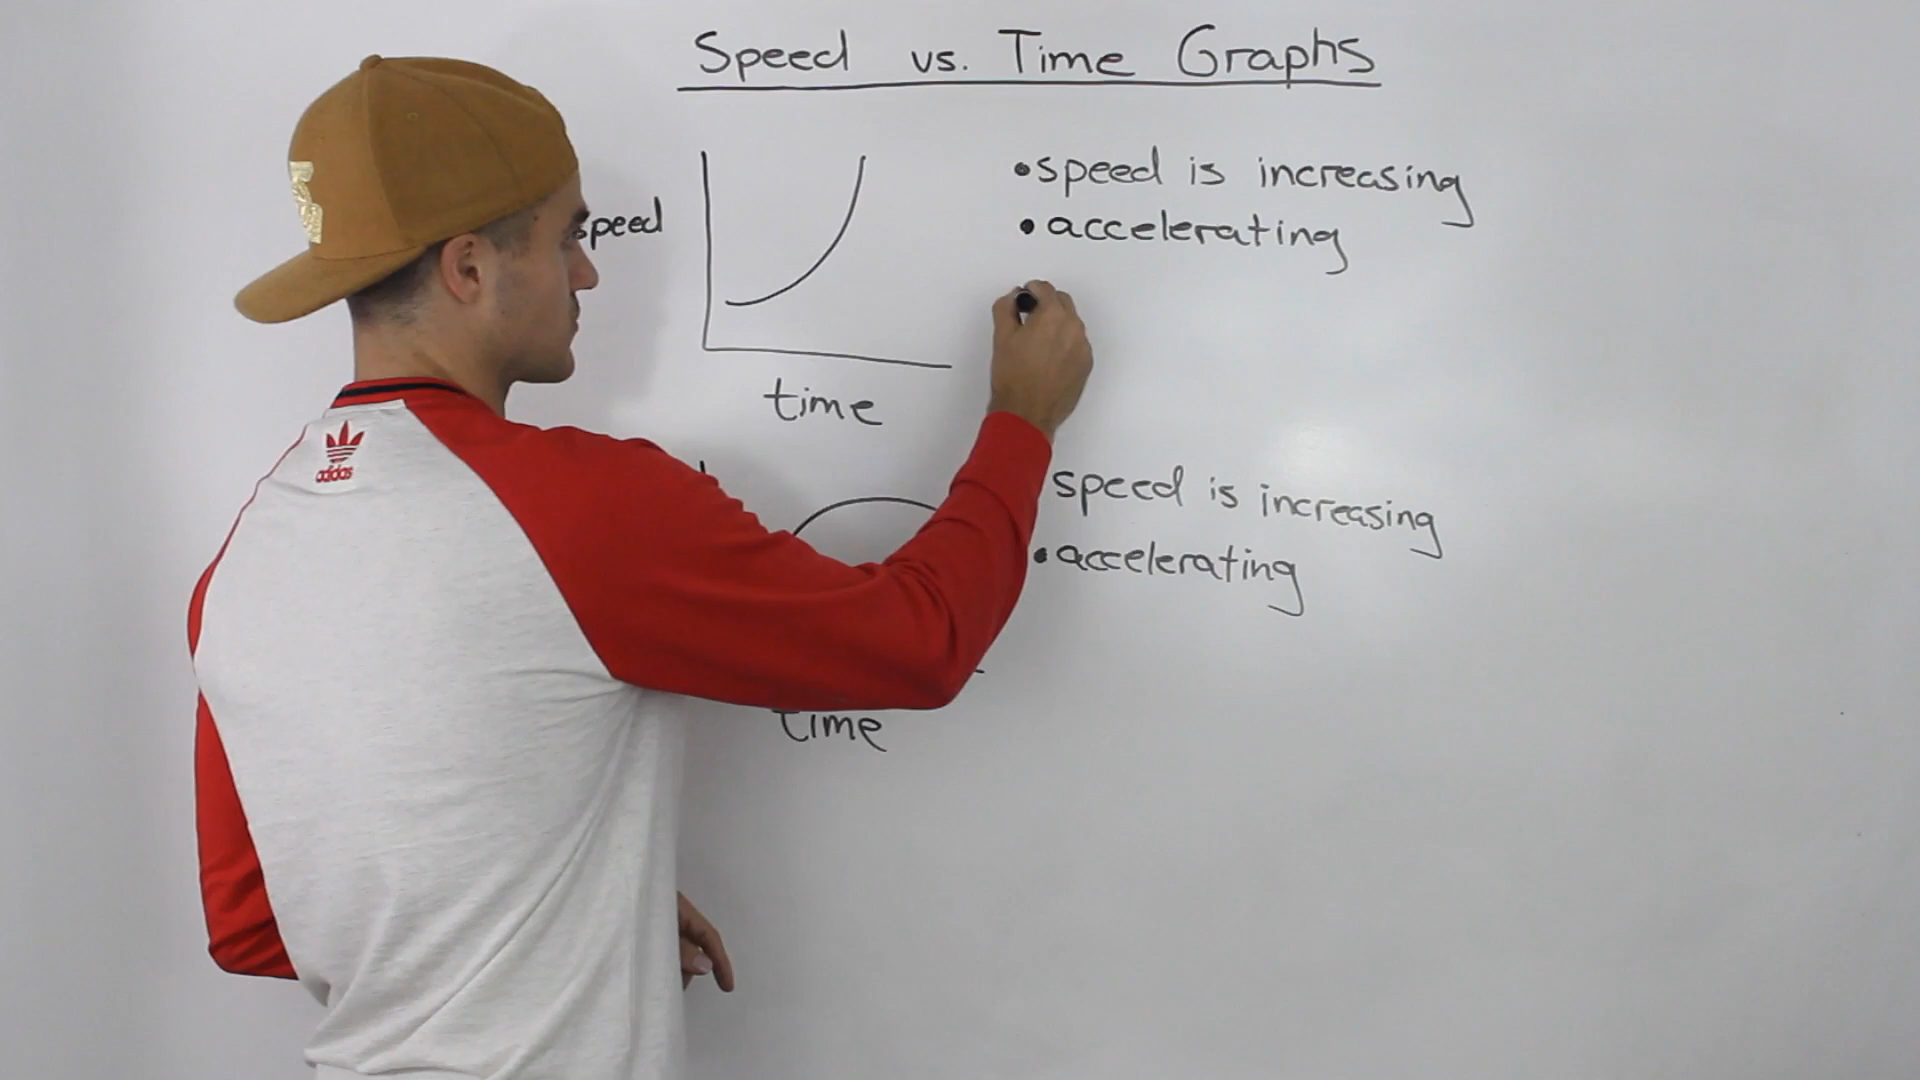 Speed vs. Time Graphs
speed
• speed is increasing
• accelerating
time
adidas
speed is increasing
• accelerating
time